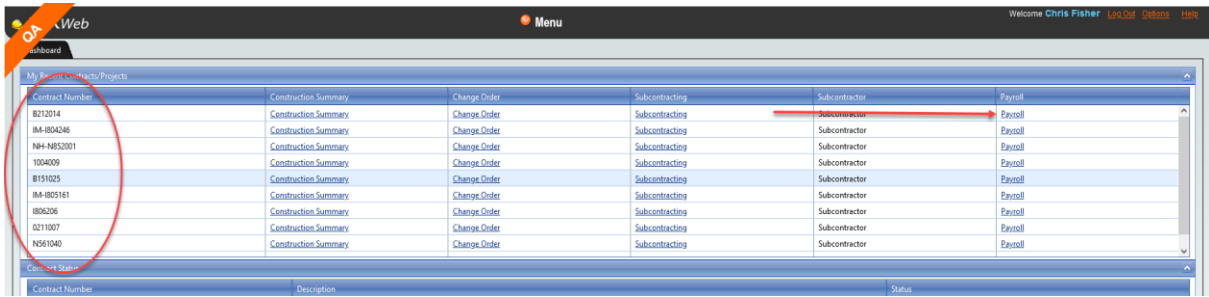 QA Web Menu Welcome Chris Fisher Log Out Options Help
ashboard
My Recent Contracts/Projects
Contract Number Construction Summary Change Order Subcontracting Subcontractor Payroll
B212014 Construction Summary Change Order Subcontracting Subcontractor Payroll
IM-I804246 Construction Summary Change Order Subcontracting Subcontractor Payroll
NH-N852001 Construction Summary Change Order Subcontracting Subcontractor Payroll
1004009 Construction Summary Change Order Subcontracting Subcontractor Payroll
B151025 Construction Summary Change Order Subcontracting Subcontractor Payroll
IM-I805161 Construction Summary Change Order Subcontracting Subcontractor Payroll
I806206 Construction Summary Change Order Subcontracting Subcontractor Payroll
0211007 Construction Summary Change Order Subcontracting Subcontractor Payroll
N561040 Construction Summary Change Order Subcontracting Subcontractor Payroll
Contract Status
Contract Number Description Status